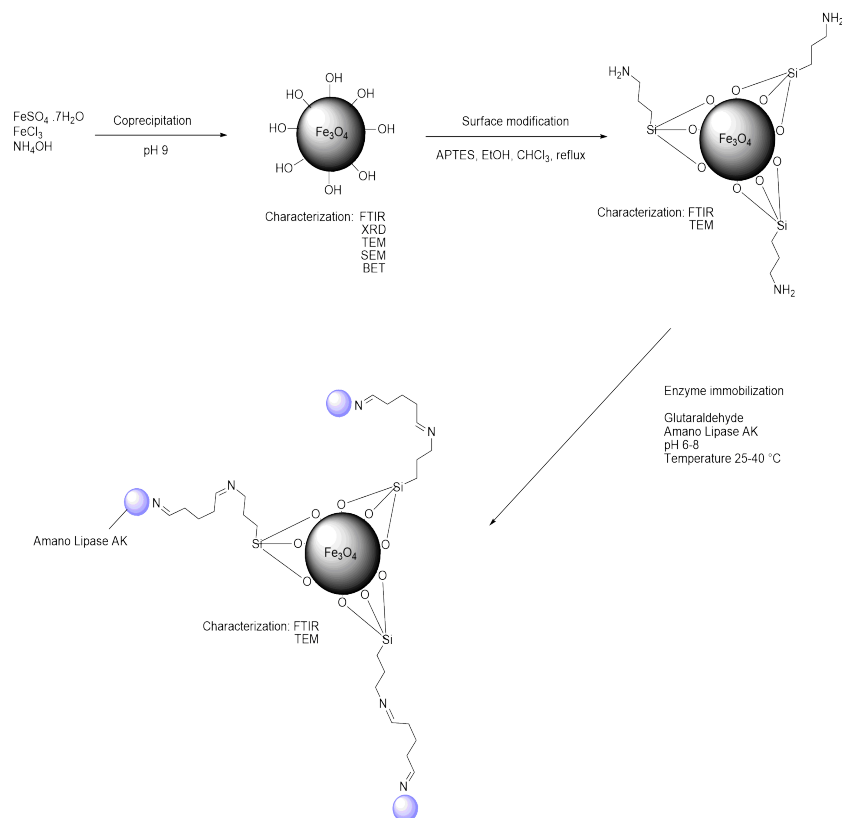 FeSO₄ .7H₂O
FeCl₃
NH₄OH
Coprecipitation
pH 9
OH
HO
OH
HO
OH
HO
OH
OH
Fe₃O₄
Characterization: FTIR
XRD
TEM
SEM
BET
Surface modification
APTES, EtOH, CHCl₃, reflux
NH₂
H₂N
Si
O
O
O
Si
O
O
O
Fe₃O₄
O
O
O
Si
NH₂
Characterization: FTIR
TEM
Enzyme immobilization
Glutaraldehyde
Amano Lipase AK
pH 6-8
Temperature 25-40 °C
N
N
N
N
Amano Lipase AK
Si
O
O
O
Si
O
O
O
Fe₃O₄
O
O
O
Si
Characterization: FTIR
TEM
N
N